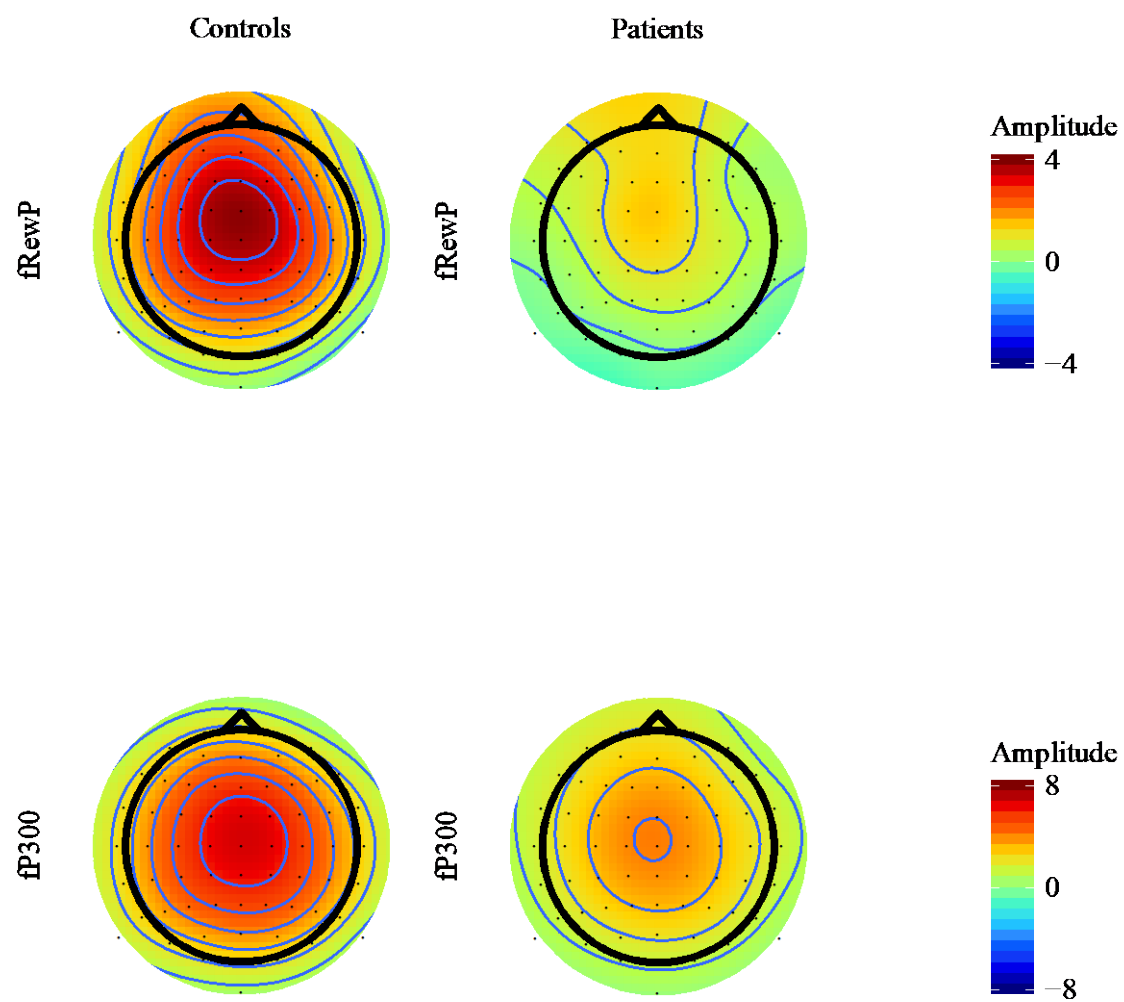 Controls
Patients
fRewP
fRewP
Amplitude
4
0
−4
fP300
fP300
Amplitude
8
0
−8